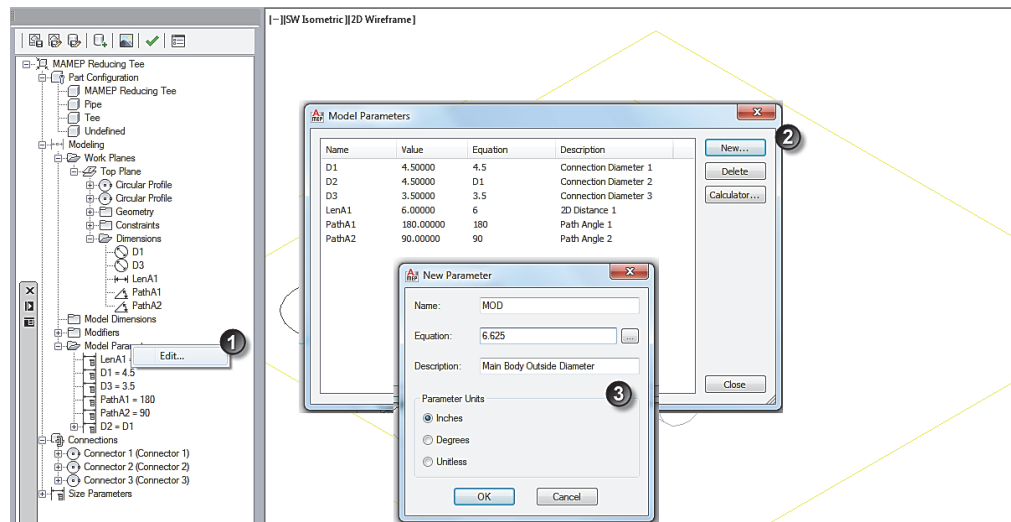 [−][SW Isometric][2D Wireframe]
MAMEP Reducing Tee
Part Configuration
MAMEP Reducing Tee
Pipe
Tee
Undefined
Modeling
Work Planes
Top Plane
Circular Profile
Circular Profile
Geometry
Constraints
Dimensions
D1
D3
LenA1
PathA1
PathA2
Model Dimensions
Modifiers
Model Param
Edit...
1
LenA1 =
D1 = 4.5
D3 = 3.5
PathA1 = 180
PathA2 = 90
D2 = D1
Connections
Connector 1 (Connector 1)
Connector 2 (Connector 2)
Connector 3 (Connector 3)
Size Parameters
MEP Model Parameters
Name Value Equation Description
D1 4.50000 4.5 Connection Diameter 1
D2 4.50000 D1 Connection Diameter 2
D3 3.50000 3.5 Connection Diameter 3
LenA1 6.00000 6 2D Distance 1
PathA1 180.00000 180 Path Angle 1
PathA2 90.00000 90 Path Angle 2
New...
2
Delete
Calculator...
Close
MEP New Parameter
Name: MOD
Equation: 6.625 ...
Description: Main Body Outside Diameter
3
Parameter Units
Inches
Degrees
Unitless
OK Cancel